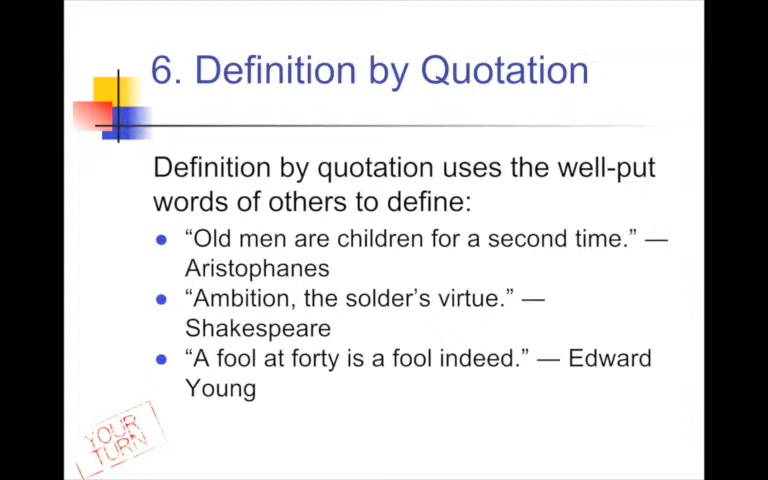 6. Definition by Quotation
Definition by quotation uses the well-put
words of others to define:
“Old men are children for a second time.” —
Aristophanes
“Ambition, the solder’s virtue.” —
Shakespeare
“A fool at forty is a fool indeed.” — Edward
Young
YOUR
TURN